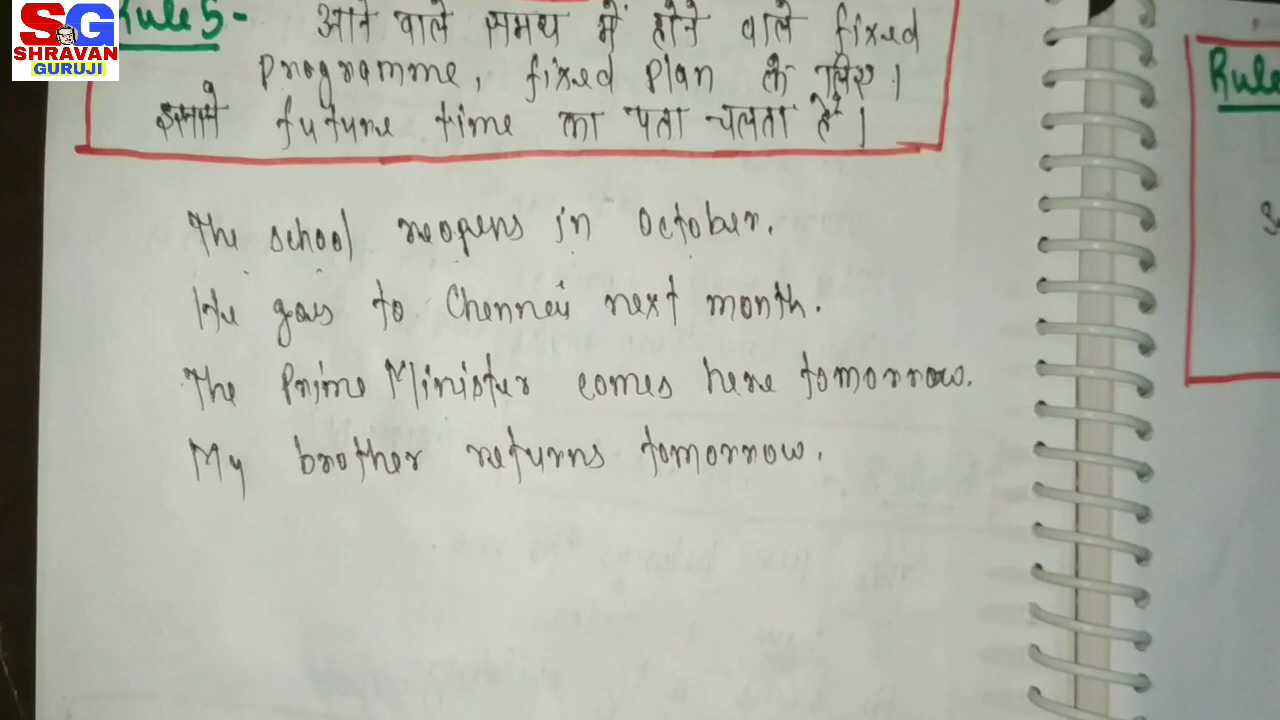 SG
SHRAVAN
GURUJI
Rule 5-
आने वाले समय में होने वाले fixed
programme, fixed plan के लिए।
इसमे future time का पता चलता है।
The school reopens in October.
He goes to Chennai next month.
The Prime Minister comes here tomorrow.
My brother returns tomorrow.
Rule